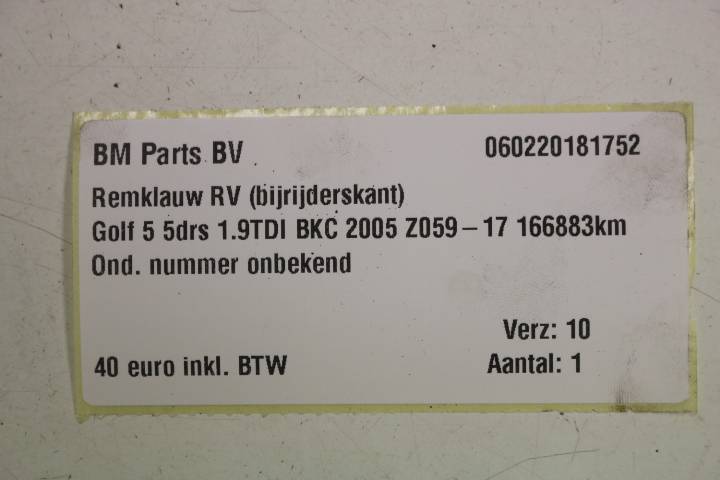 BM Parts BV 060220181752
Remklauw RV (bijrijderskant)
Golf 5 5drs 1.9TDI BKC 2005 Z059-17 166883km
Ond. nummer onbekend
Verz: 10
40 euro inkl. BTW Aantal: 1